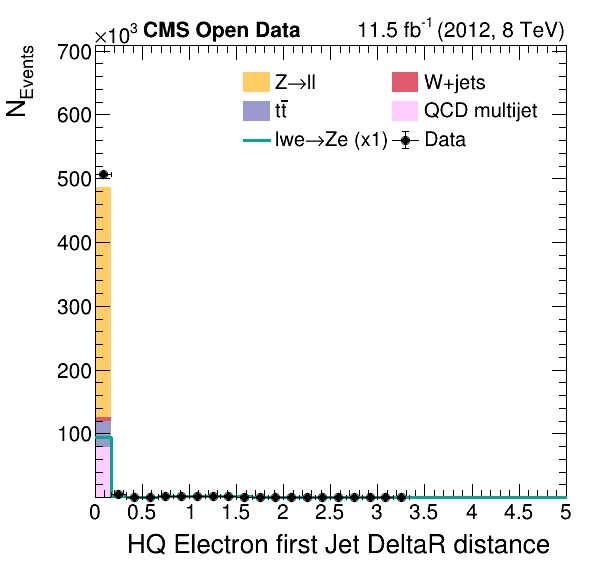 ×10³ CMS Open Data 11.5 fb⁻¹ (2012, 8 TeV)
N_Events
700
600
500
400
300
200
100
Z→ll W+jets
tt̄ QCD multijet
lwe→Ze (x1) Data
0 0.5 1 1.5 2 2.5 3 3.5 4 4.5 5
HQ Electron first Jet DeltaR distance